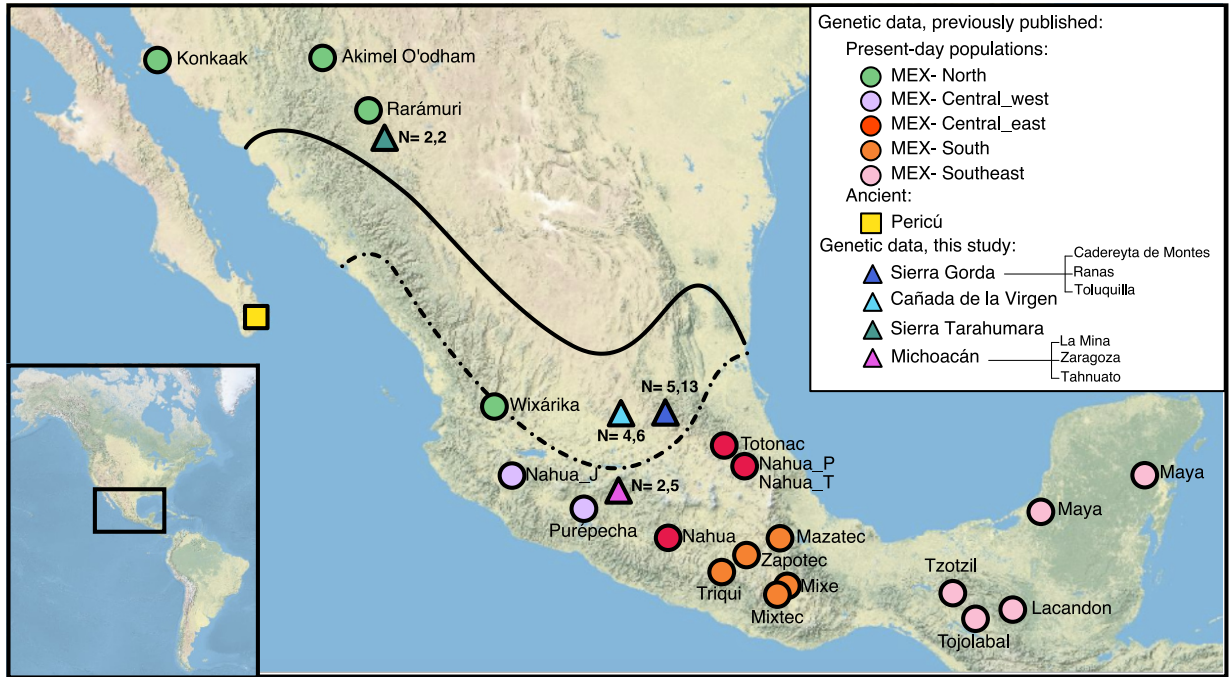 Konkaak
Akimel O'odham
Rarámuri
N= 2,2
Wixárika
N= 5,13
N= 4,6
Totonac
Nahua_P
Nahua_T
Nahua_J
N= 2,5
Purépecha
Nahua
Mazatec
Zapotec
Triqui
Mixe
Mixtec
Maya
Maya
Tzotzil
Lacandon
Tojolabal
Genetic data, previously published:
Present-day populations:
MEX- North
MEX- Central_west
MEX- Central_east
MEX- South
MEX- Southeast
Ancient:
Pericú
Genetic data, this study:
Sierra Gorda
Cadereyta de Montes
Ranas
Toluquilla
Cañada de la Virgen
Sierra Tarahumara
Michoacán
La Mina
Zaragoza
Tahnuato